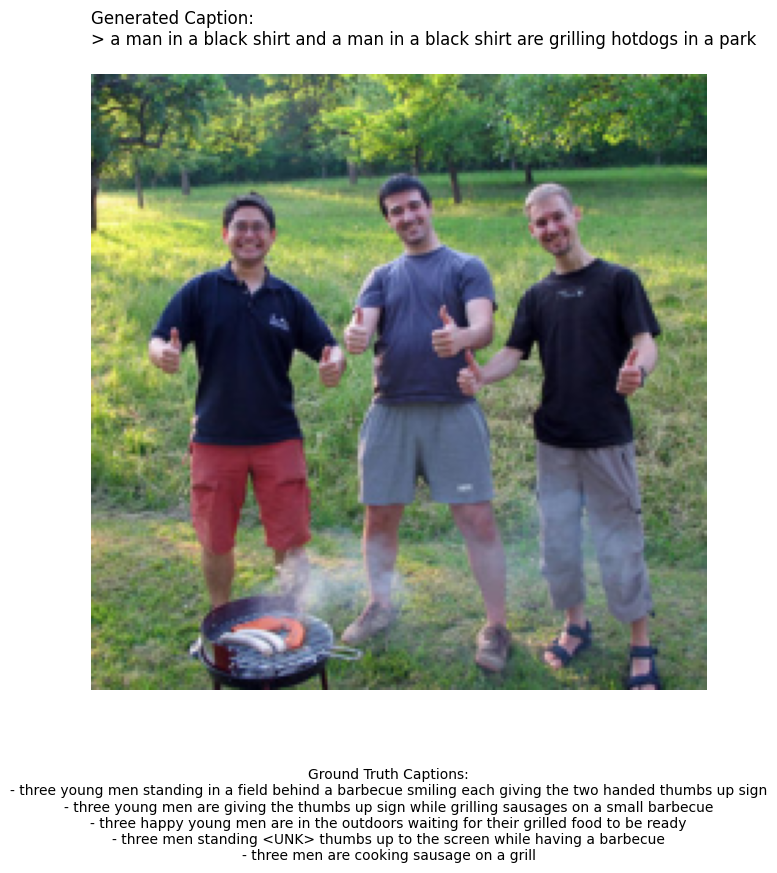 Generated Caption:
> a man in a black shirt and a man in a black shirt are grilling hotdogs in a park
Ground Truth Captions:
- three young men standing in a field behind a barbecue smiling each giving the two handed thumbs up sign
- three young men are giving the thumbs up sign while grilling sausages on a small barbecue
- three happy young men are in the outdoors waiting for their grilled food to be ready
- three men standing <UNK> thumbs up to the screen while having a barbecue
- three men are cooking sausage on a grill